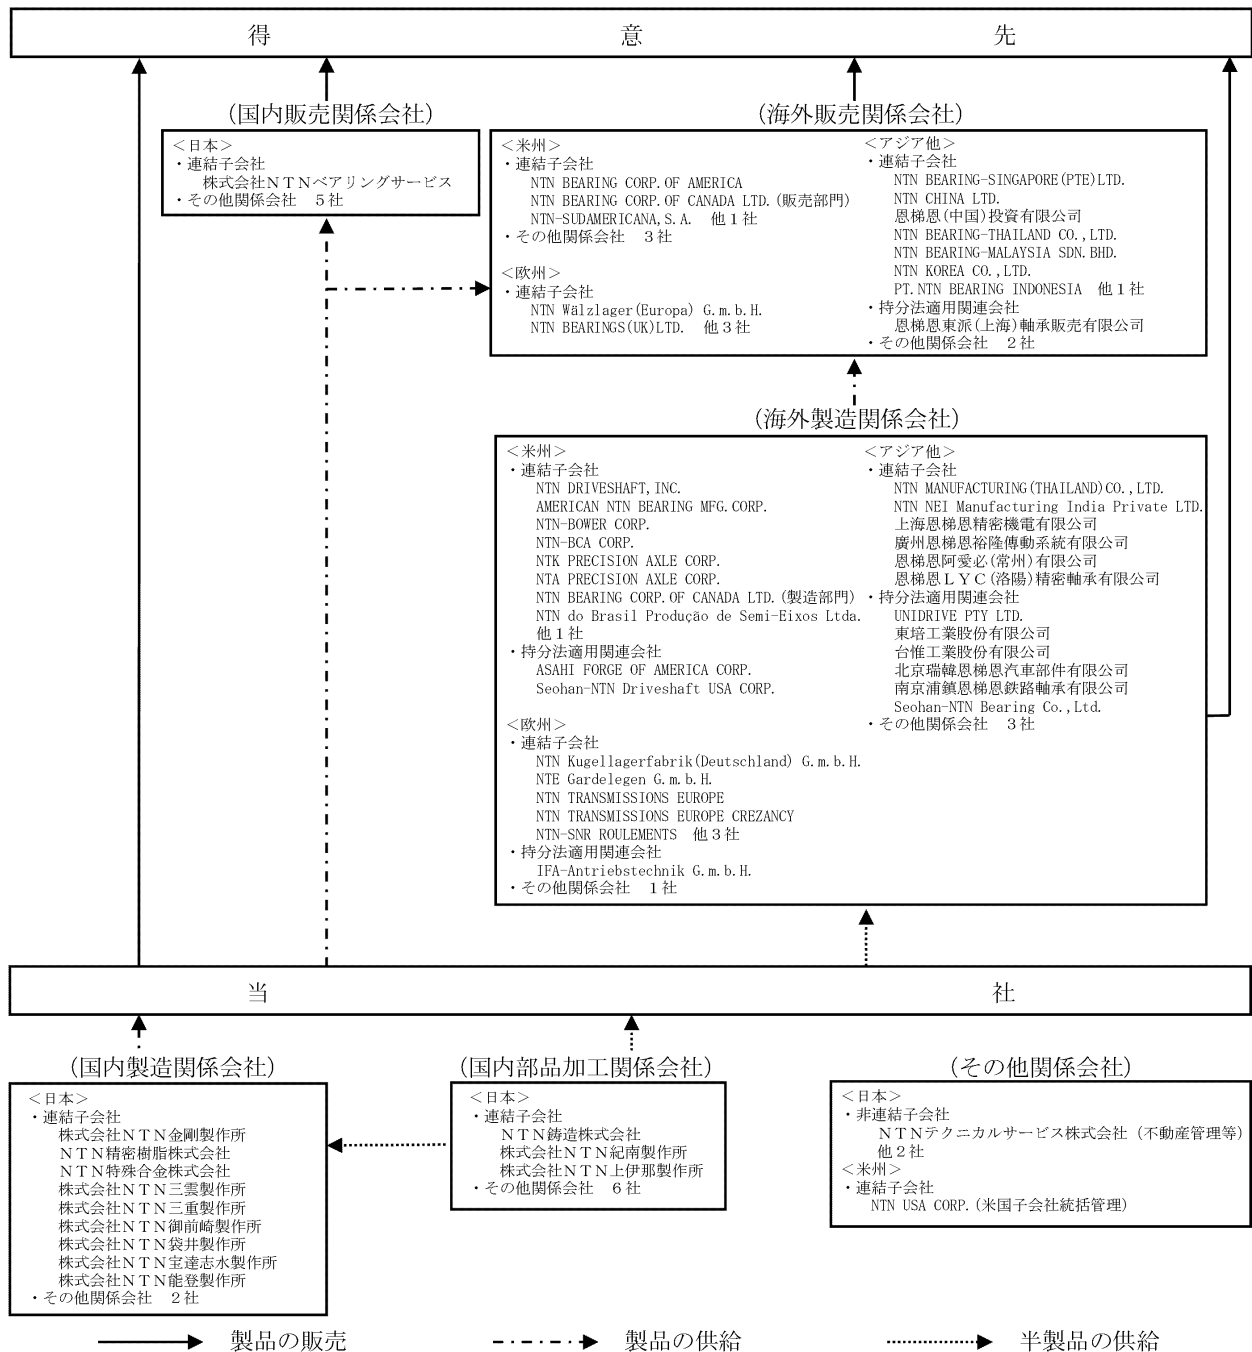 得　　意　　先
(国内販売関係会社)
＜日本＞
・連結子会社
株式会社ＮＴＮベアリングサービス
・その他関係会社　５社
(海外販売関係会社)
＜米州＞
・連結子会社
NTN BEARING CORP.OF AMERICA
NTN BEARING CORP.OF CANADA LTD.(販売部門)
NTN-SUDAMERICANA,S.A.　他１社
・その他関係会社　３社
＜欧州＞
・連結子会社
NTN Wälzlager(Europa) G.m.b.H.
NTN BEARINGS(UK)LTD.　他３社
＜アジア他＞
・連結子会社
NTN BEARING-SINGAPORE(PTE)LTD.
NTN CHINA LTD.
恩梯恩(中国)投資有限公司
NTN BEARING-THAILAND CO.,LTD.
NTN BEARING-MALAYSIA SDN.BHD.
NTN KOREA CO.,LTD.
PT.NTN BEARING INDONESIA　他１社
・持分法適用関連会社
恩梯恩東派(上海)軸承販売有限公司
・その他関係会社　２社
(海外製造関係会社)
＜米州＞
・連結子会社
NTN DRIVESHAFT,INC.
AMERICAN NTN BEARING MFG.CORP.
NTN-BOWER CORP.
NTN-BCA CORP.
NTK PRECISION AXLE CORP.
NTA PRECISION AXLE CORP.
NTN BEARING CORP.OF CANADA LTD.(製造部門)
NTN do Brasil Produção de Semi-Eixos Ltda.
他１社
・持分法適用関連会社
ASAHI FORGE OF AMERICA CORP.
Seohan-NTN Driveshaft USA CORP.
＜欧州＞
・連結子会社
NTN Kugellagerfabrik(Deutschland) G.m.b.H.
NTE Gardelegen G.m.b.H.
NTN TRANSMISSIONS EUROPE
NTN TRANSMISSIONS EUROPE CREZANCY
NTN-SNR ROULEMENTS　他３社
・持分法適用関連会社
IFA-Antriebstechnik G.m.b.H.
・その他関係会社　１社
＜アジア他＞
・連結子会社
NTN MANUFACTURING(THAILAND)CO.,LTD.
NTN NEI Manufacturing India Private LTD.
上海恩梯恩精密機電有限公司
廣州恩梯恩裕隆傳動系統有限公司
恩梯恩阿愛必(常州)有限公司
恩梯恩ＬＹＣ(洛陽)精密軸承有限公司
・持分法適用関連会社
UNIDRIVE PTY LTD.
東培工業股份有限公司
台惟工業股份有限公司
北京瑞韓恩梯恩汽車部件有限公司
南京浦鎮恩梯恩鉄路軸承有限公司
Seohan-NTN Bearing Co.,Ltd.
・その他関係会社　３社
当　　社
(国内製造関係会社)
＜日本＞
・連結子会社
株式会社ＮＴＮ金剛製作所
ＮＴＮ精密樹脂株式会社
ＮＴＮ特殊合金株式会社
株式会社ＮＴＮ三雲製作所
株式会社ＮＴＮ三重製作所
株式会社ＮＴＮ御前崎製作所
株式会社ＮＴＮ袋井製作所
株式会社ＮＴＮ宝達志水製作所
株式会社ＮＴＮ能登製作所
・その他関係会社　２社
(国内部品加工関係会社)
＜日本＞
・連結子会社
ＮＴＮ鋳造株式会社
株式会社ＮＴＮ紀南製作所
株式会社ＮＴＮ上伊那製作所
・その他関係会社　６社
(その他関係会社)
＜日本＞
・非連結子会社
ＮＴＮテクニカルサービス株式会社 (不動産管理等)
他２社
＜米州＞
・連結子会社
NTN USA CORP.(米国子会社統括管理)
製品の販売　　製品の供給　　半製品の供給